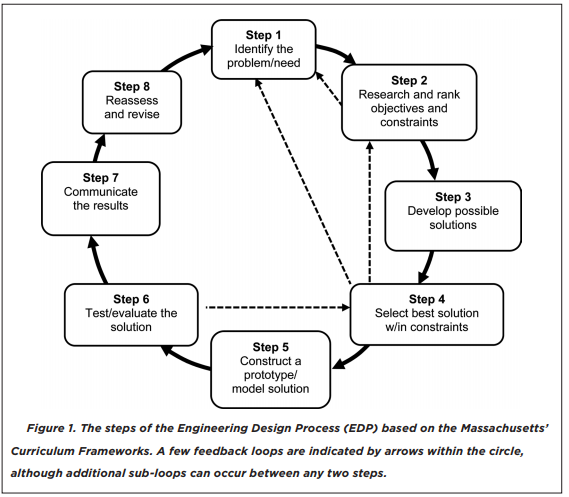 Step 1
Identify the
problem/need
Step 2
Research and rank
objectives and
constraints
Step 3
Develop possible
solutions
Step 4
Select best solution
w/in constraints
Step 5
Construct a
prototype/
model solution
Step 6
Test/evaluate the
solution
Step 7
Communicate
the results
Step 8
Reassess
and revise
Figure 1. The steps of the Engineering Design Process (EDP) based on the Massachusetts’
Curriculum Frameworks. A few feedback loops are indicated by arrows within the circle,
although additional sub-loops can occur between any two steps.